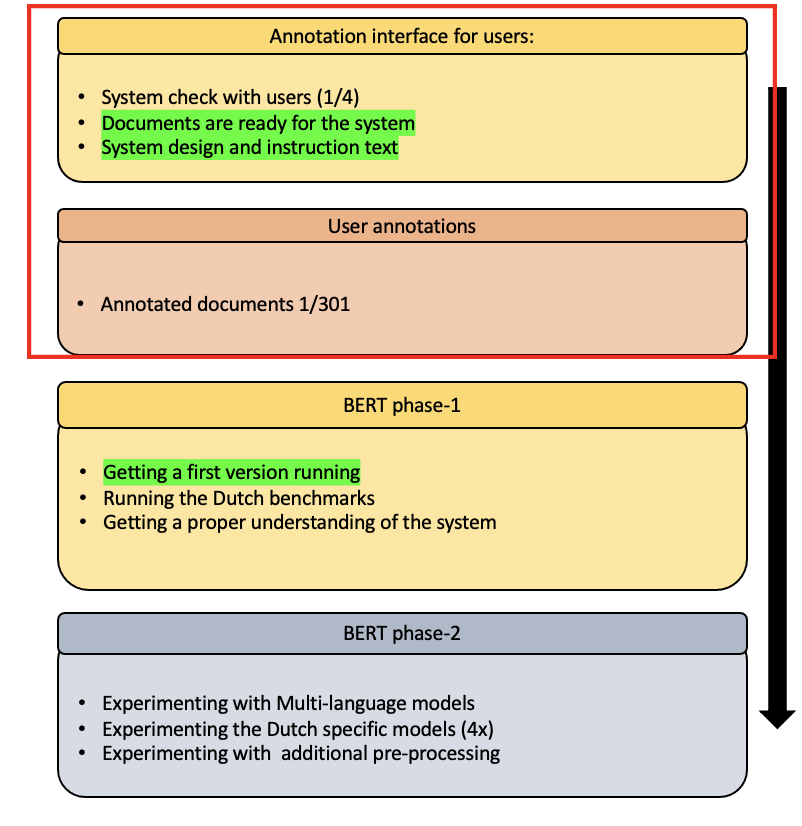 Annotation interface for users:
• System check with users (1/4)
• Documents are ready for the system
• System design and instruction text
User annotations
• Annotated documents 1/301
BERT phase-1
• Getting a first version running
• Running the Dutch benchmarks
• Getting a proper understanding of the system
BERT phase-2
• Experimenting with Multi-language models
• Experimenting the Dutch specific models (4x)
• Experimenting with  additional pre-processing